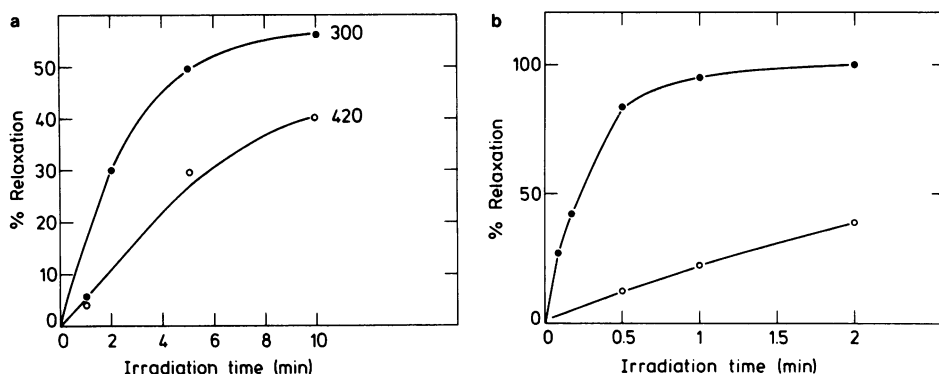 a
% Relaxation
50
40
30
20
10
0
300
420
0 2 4 6 8 10
Irradiation time (min)
b
% Relaxation
100
50
0
0 0.5 1 1.5 2
Irradiation time (min)